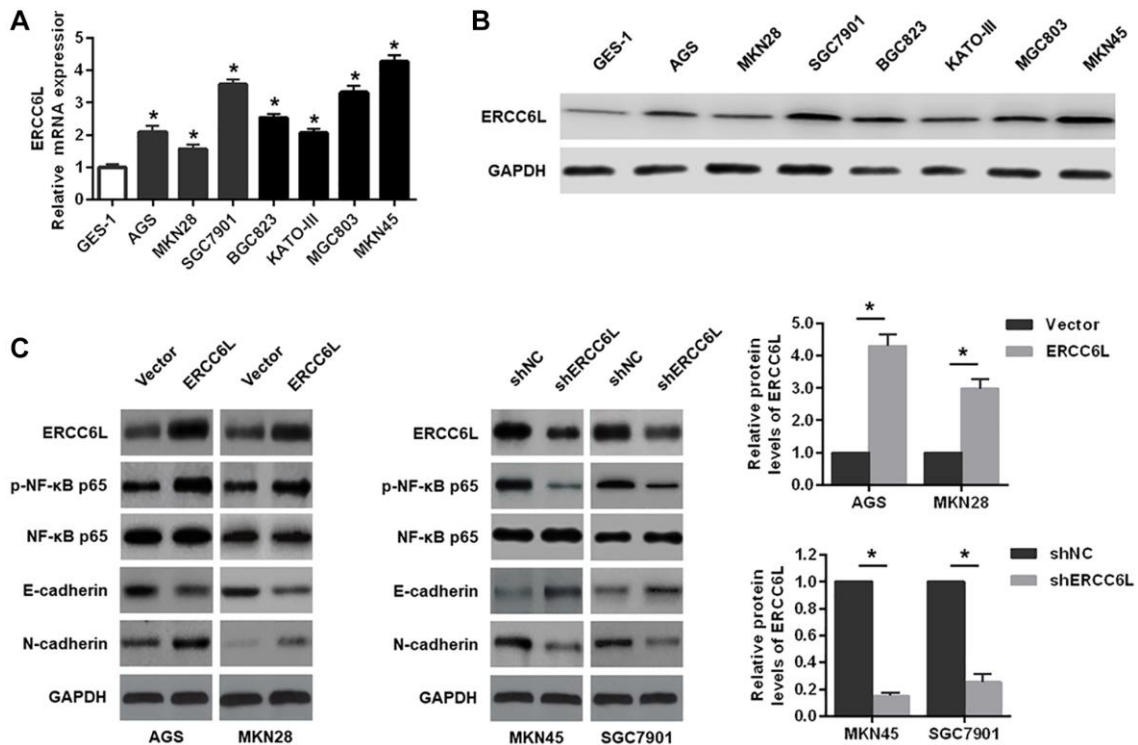 A
ERCC6L
Relative mRNA expression
5
4
3
2
1
0
*
*
*
*
*
*
*
GES-1
AGS
MKN28
SGC7901
BGC823
KATO-III
MGC803
MKN45
B
GES-1
AGS
MKN28
SGC7901
BGC823
KATO-III
MGC803
MKN45
ERCC6L
GAPDH
C
Vector
ERCC6L
Vector
ERCC6L
ERCC6L
p-NF-κB p65
NF-κB p65
E-cadherin
N-cadherin
GAPDH
AGS
MKN28
shNC
shERCC6L
shNC
shERCC6L
ERCC6L
p-NF-κB p65
NF-κB p65
E-cadherin
N-cadherin
GAPDH
MKN45
SGC7901
Relative protein
levels of ERCC6L
5.0
4.0
3.0
2.0
1.0
0.0
*
*
Vector
ERCC6L
AGS
MKN28
Relative protein
levels of ERCC6L
1.2
1.0
0.8
0.6
0.4
0.2
0.0
*
*
shNC
shERCC6L
MKN45
SGC7901